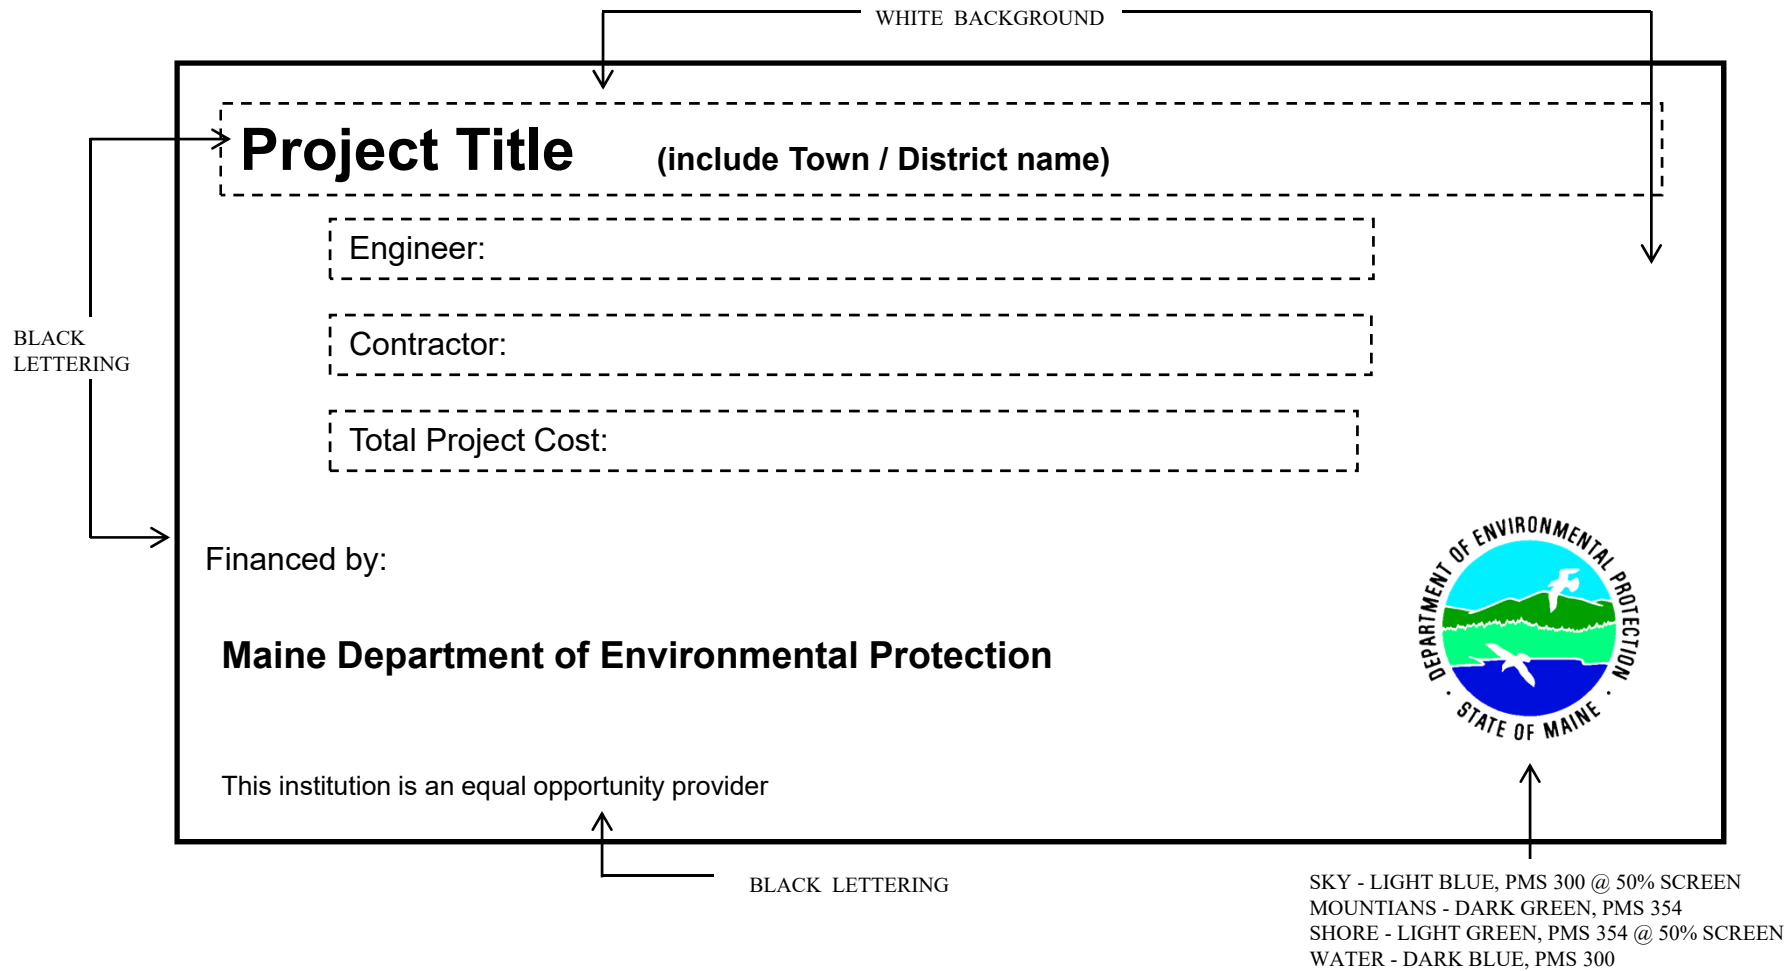 WHITE BACKGROUND
Project Title (include Town / District name)
Engineer:
Contractor:
BLACK
LETTERING
Total Project Cost:
Financed by:
DEPARTMENT OF ENVIRONMENTAL PROTECTION
· STATE OF MAINE ·
Maine Department of Environmental Protection
This institution is an equal opportunity provider
BLACK LETTERING
SKY - LIGHT BLUE, PMS 300 @ 50% SCREEN
MOUNTIANS - DARK GREEN, PMS 354
SHORE - LIGHT GREEN, PMS 354 @ 50% SCREEN
WATER - DARK BLUE, PMS 300